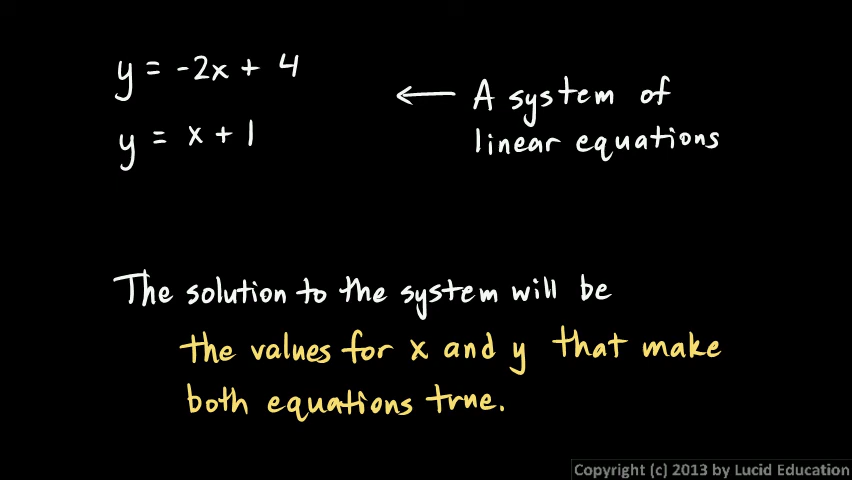 y = -2x + 4
y = x + 1
← A system of
linear equations
The solution to the system will be
the values for x and y that make
both equations true.
Copyright (c) 2013 by Lucid Education